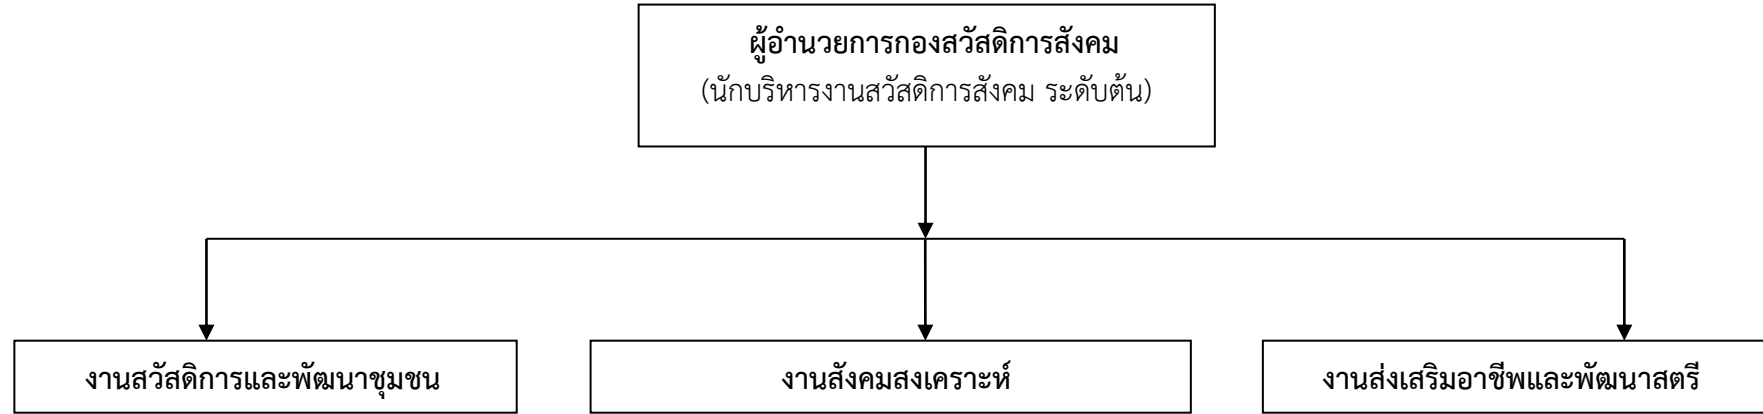 ผู้อำนวยการกองสวัสดิการสังคม
(นักบริหารงานสวัสดิการสังคม ระดับต้น)
งานสวัสดิการและพัฒนาชุมชน
งานสังคมสงเคราะห์
งานส่งเสริมอาชีพและพัฒนาสตรี